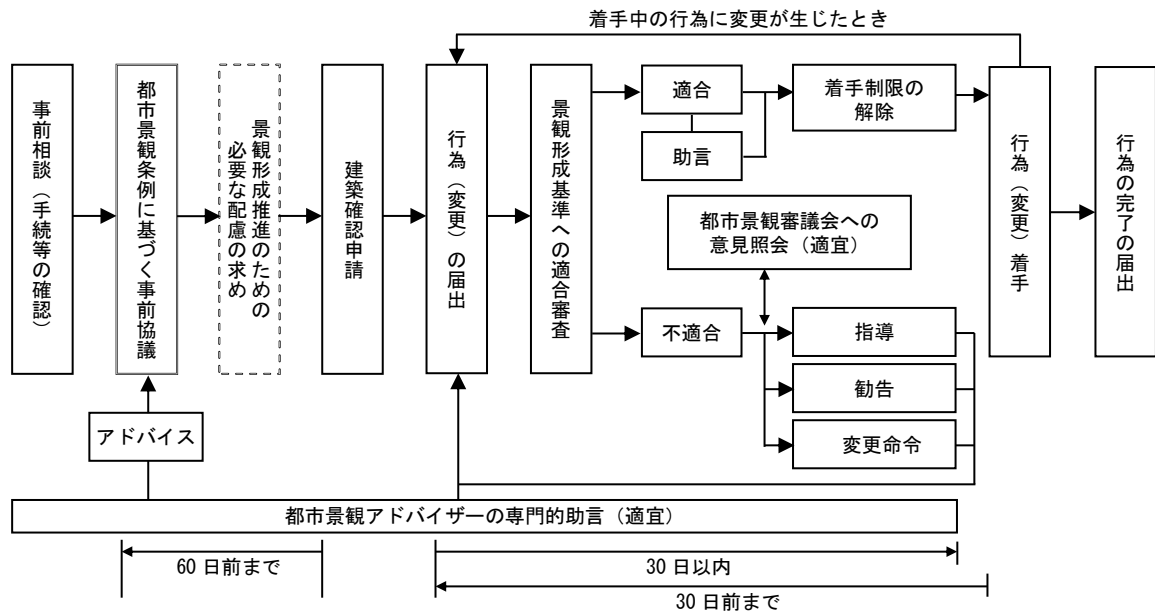 着手中の行為に変更が生じたとき
事前相談（手続等の確認）
都市景観条例に基づく事前協議
景観形成推進のための
必要な配慮の求め
建築確認申請
行為（変更）の届出
景観形成基準への適合審査
適合
助言
着手制限の
解除
都市景観審議会への
意見照会（適宜）
不適合
指導
勧告
変更命令
行為（変更）着手
行為の完了の届出
アドバイス
都市景観アドバイザーの専門的助言（適宜）
60 日前まで
30 日以内
30 日前まで